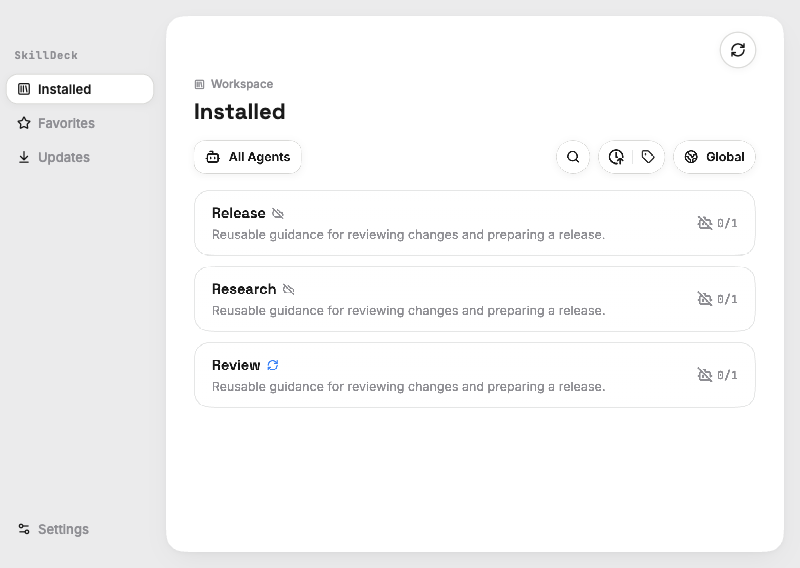 SkillDeck
Installed
Favorites
Updates
Settings
Workspace
Installed
All Agents
Global
Release
Reusable guidance for reviewing changes and preparing a release.
0/1
Research
Reusable guidance for reviewing changes and preparing a release.
0/1
Review
Reusable guidance for reviewing changes and preparing a release.
0/1